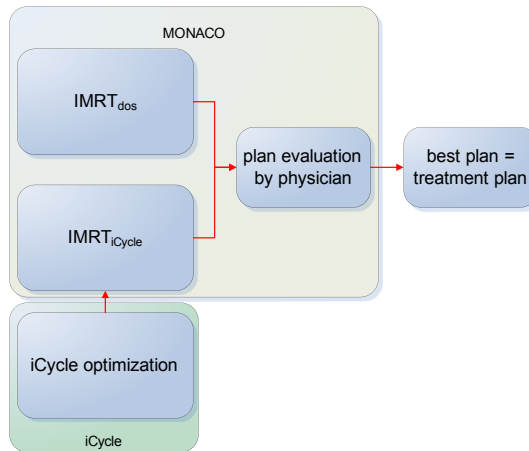 MONACO
IMRTdos
IMRTiCycle
plan evaluation
by physician
best plan =
treatment plan
iCycle optimization
iCycle